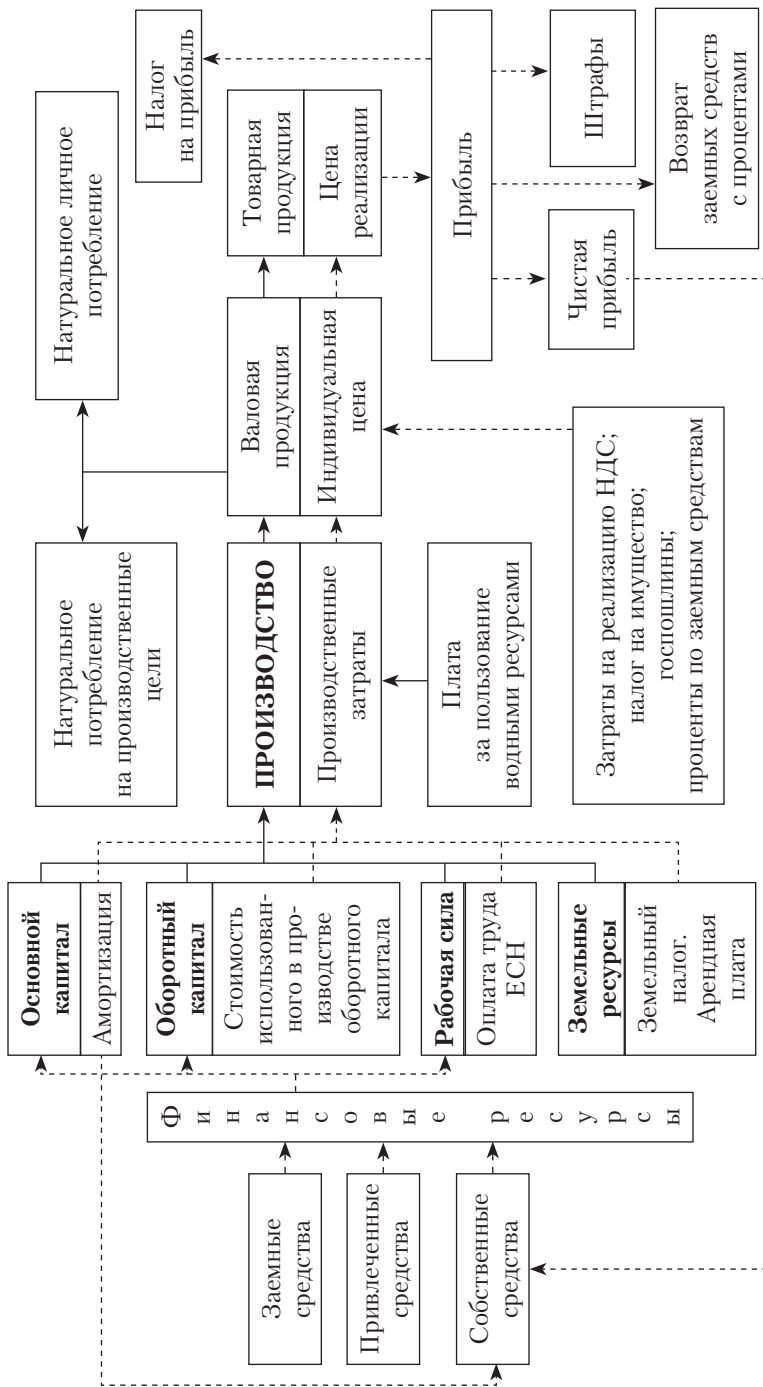 Заемные
средства
Привлеченные
средства
Собственные
средства
Финансовые ресурсы
Основной
капитал
Амортизация
Оборотный
капитал
Стоимость
использован-
ного в про-
изводстве
оборотного
капитала
Рабочая сила
Оплата труда
ЕСН
Земельные
ресурсы
Земельный
налог.
Арендная
плата
Натуральное
потребление
на производственные
цели
ПРОИЗВОДСТВО
Производственные
затраты
Плата
за пользование
водными ресурсами
Натуральное личное
потребление
Валовая
продукция
Индивидуальная
цена
Затраты на реализацию НДС;
налог на имущество;
госпошлины;
проценты по заемным средствам
Налог
на прибыль
Товарная
продукция
Цена
реализации
Прибыль
Чистая
прибыль
Штрафы
Возврат
заемных средств
с процентами